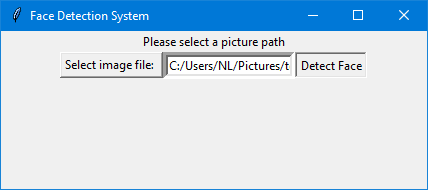 Face Detection System
Please select a picture path
Select image file: C:/Users/NL/Pictures/t Detect Face